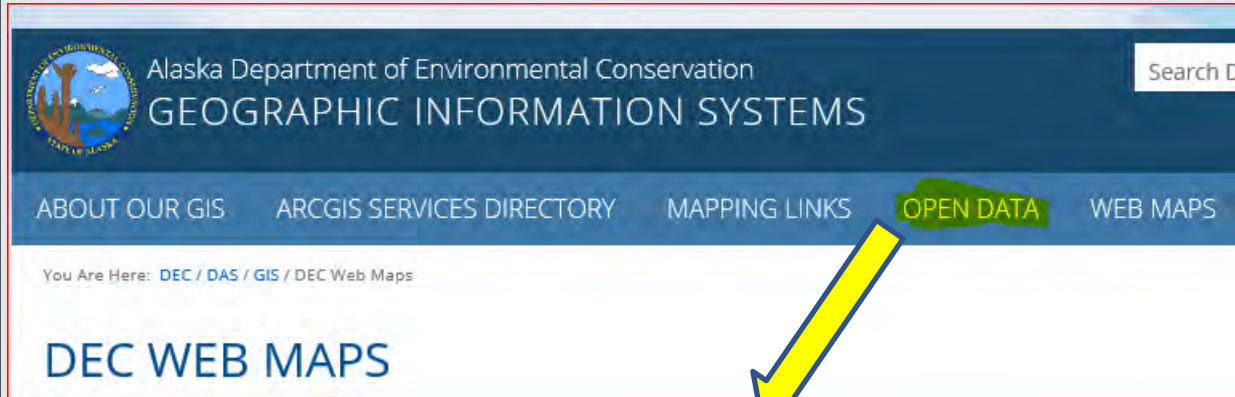 Alaska Department of Environmental Conservation
GEOGRAPHIC INFORMATION SYSTEMS
Search D
ABOUT OUR GIS ARCGIS SERVICES DIRECTORY MAPPING LINKS OPEN DATA WEB MAPS
You Are Here: DEC / DAS / GIS / DEC Web Maps
DEC WEB MAPS